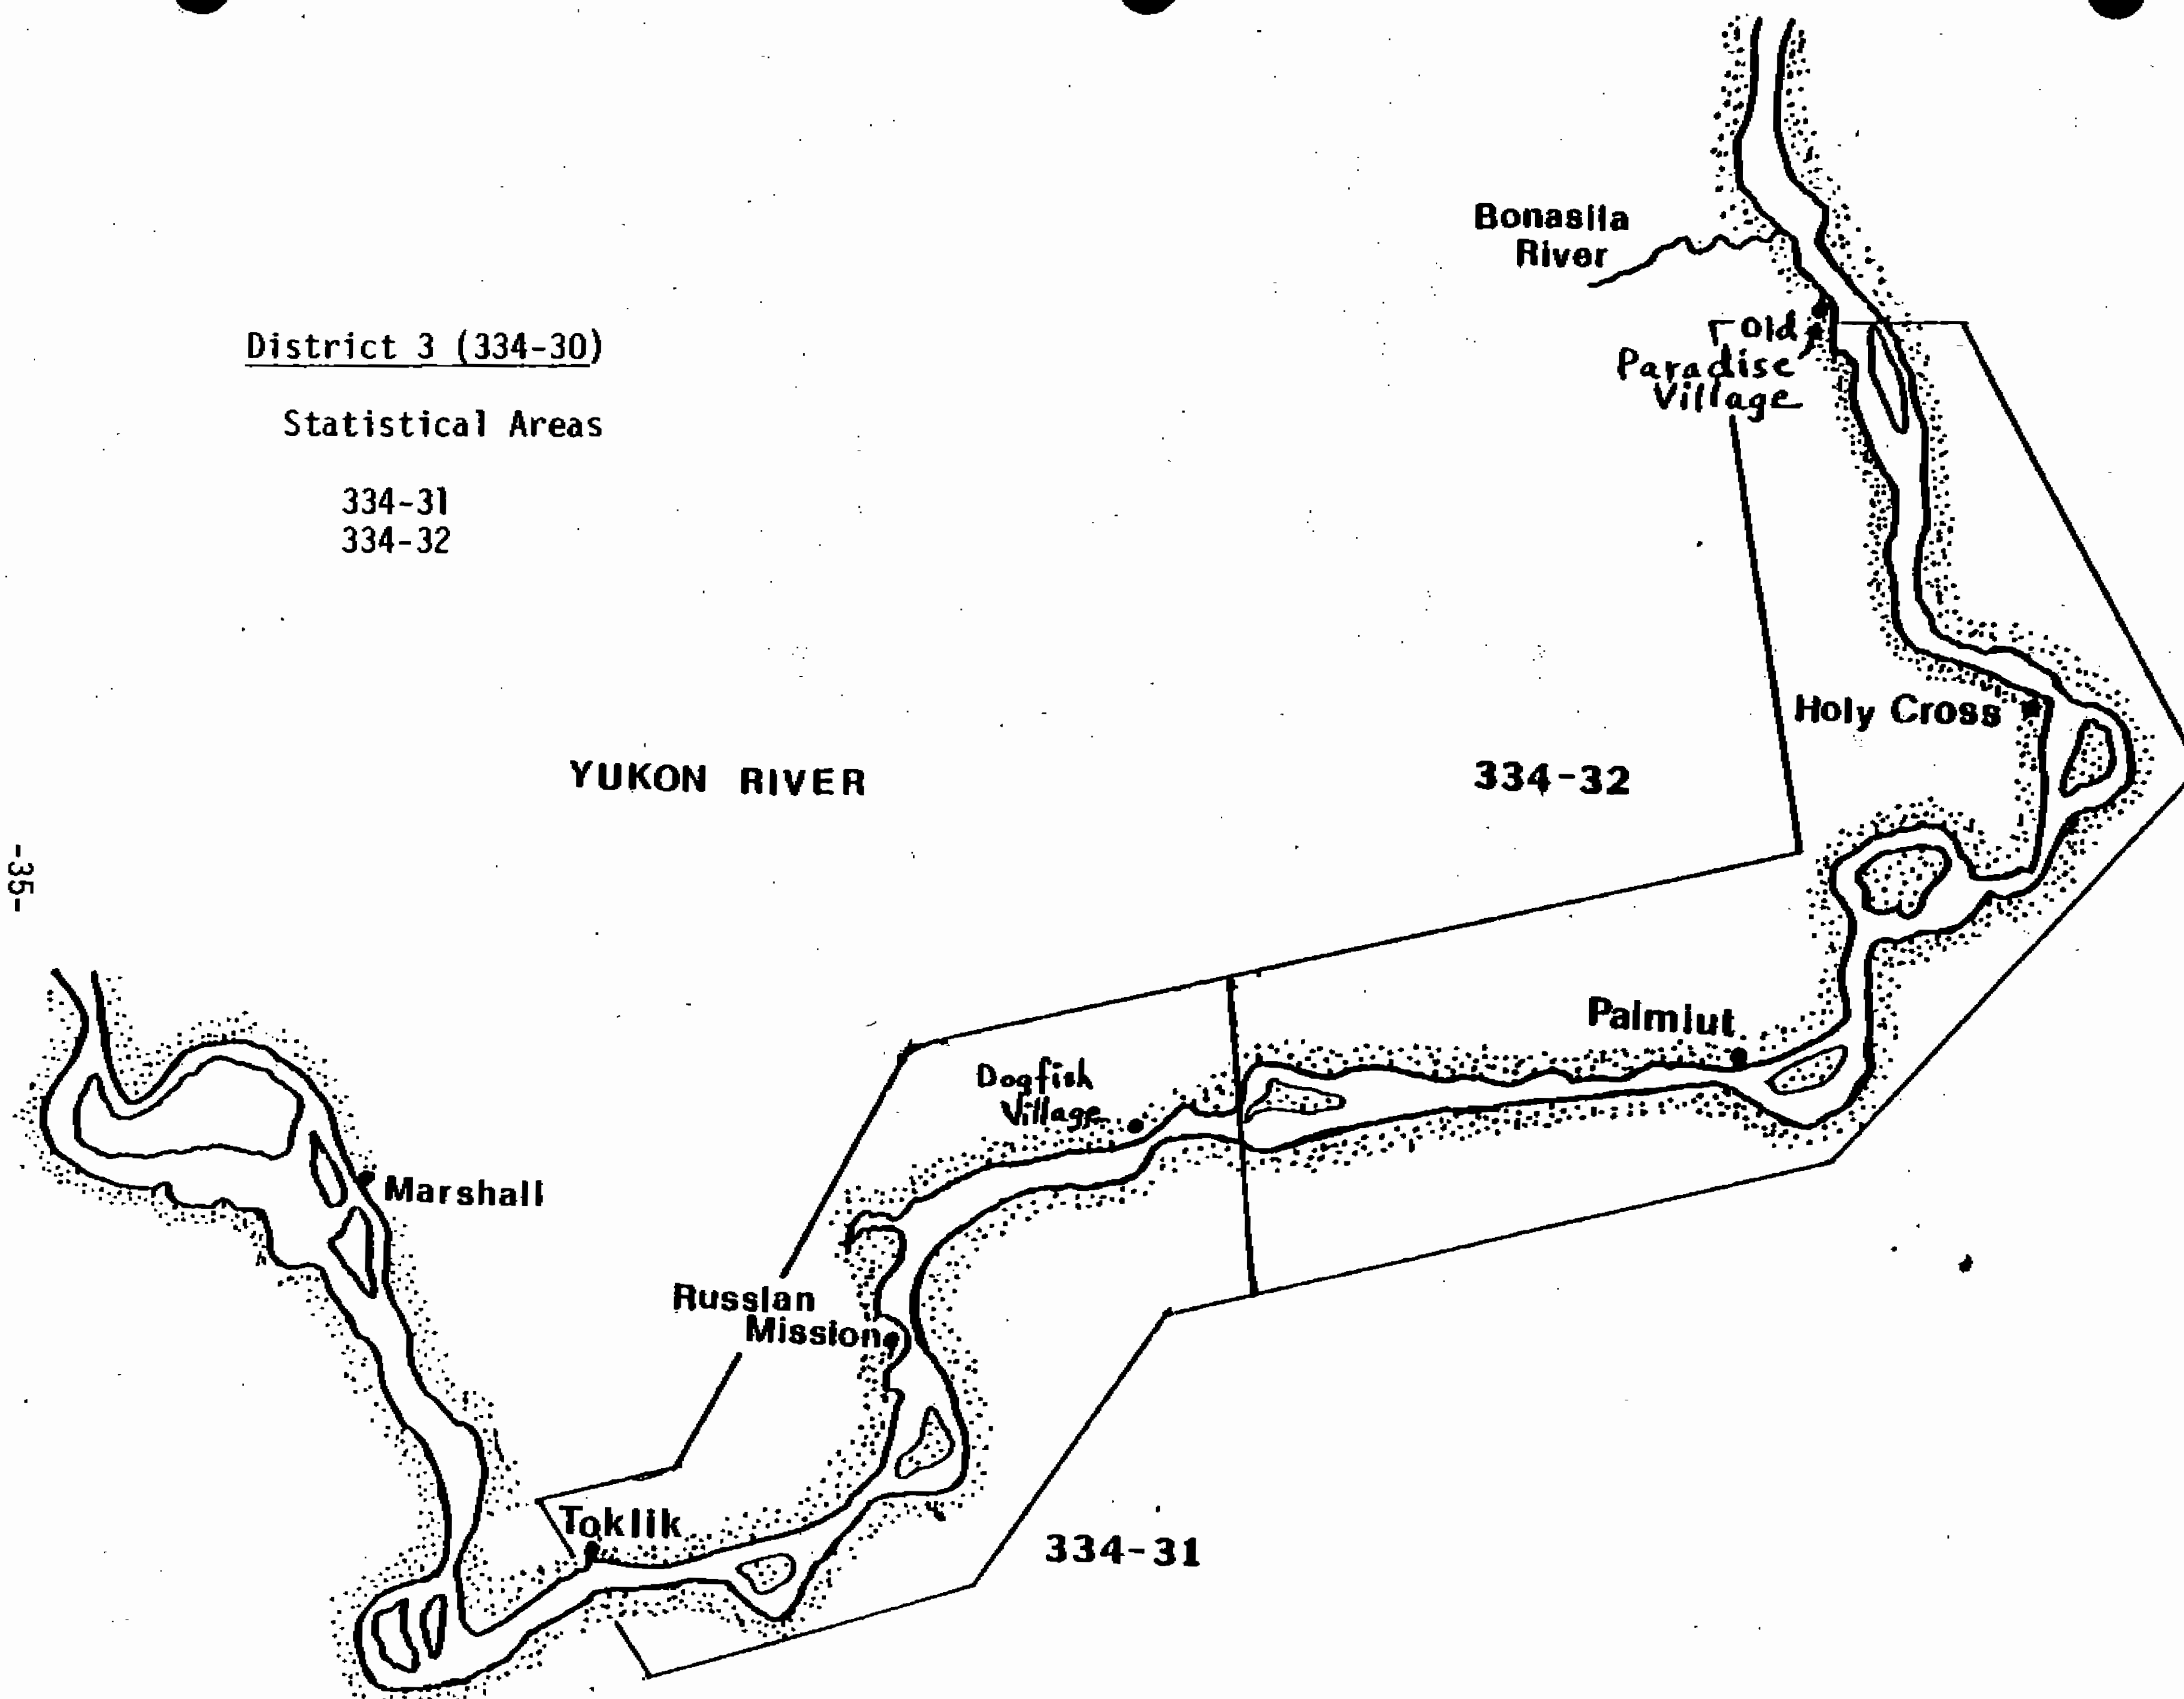 District 3 (334-30)
Statistical Areas
334-31
334-32
YUKON RIVER
Bonasila
River
Old
Paradise
Village
Holy Cross
334-32
Paimiut
Dogfish
Village
Marshall
Russian
Mission
Toklik
334-31
-35-